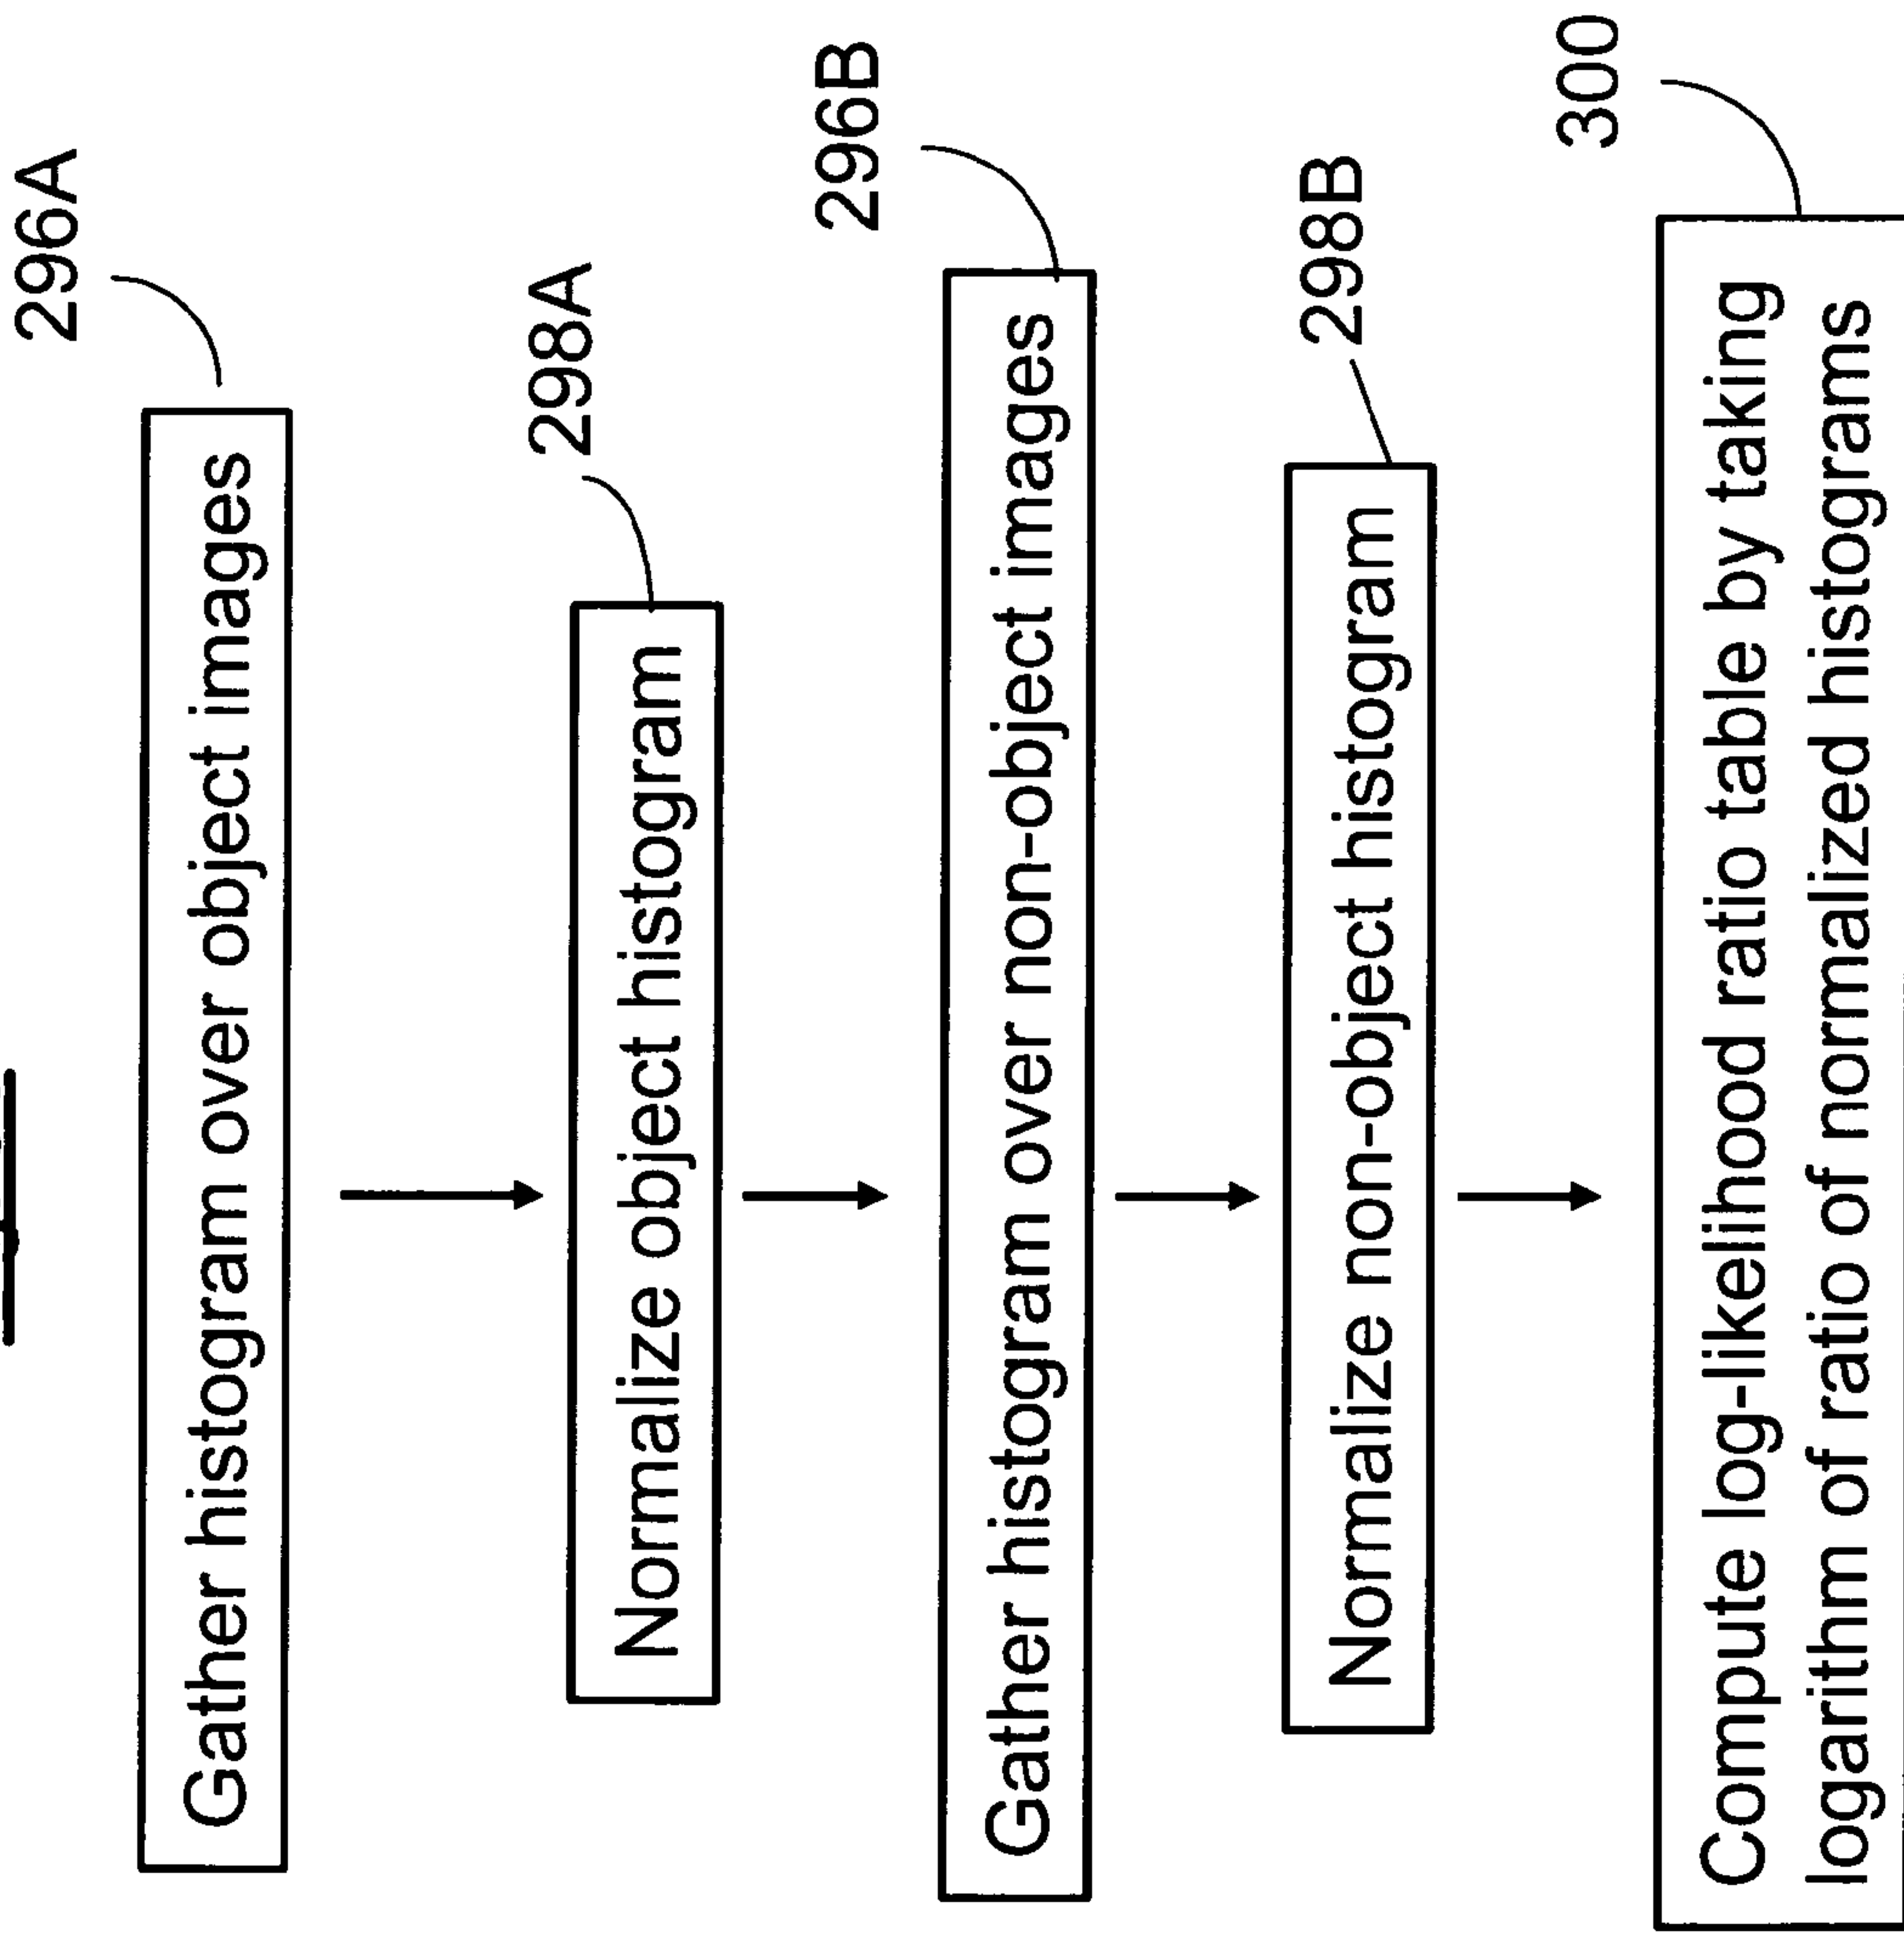 296A
Gather histogram over object images
298A
Normalize object histogram
296B
Gather histogram over non-object images
298B
Normalize non-object histogram
300
Compute log-likelihood ratio table by taking
logarithm of ratio of normalized histograms